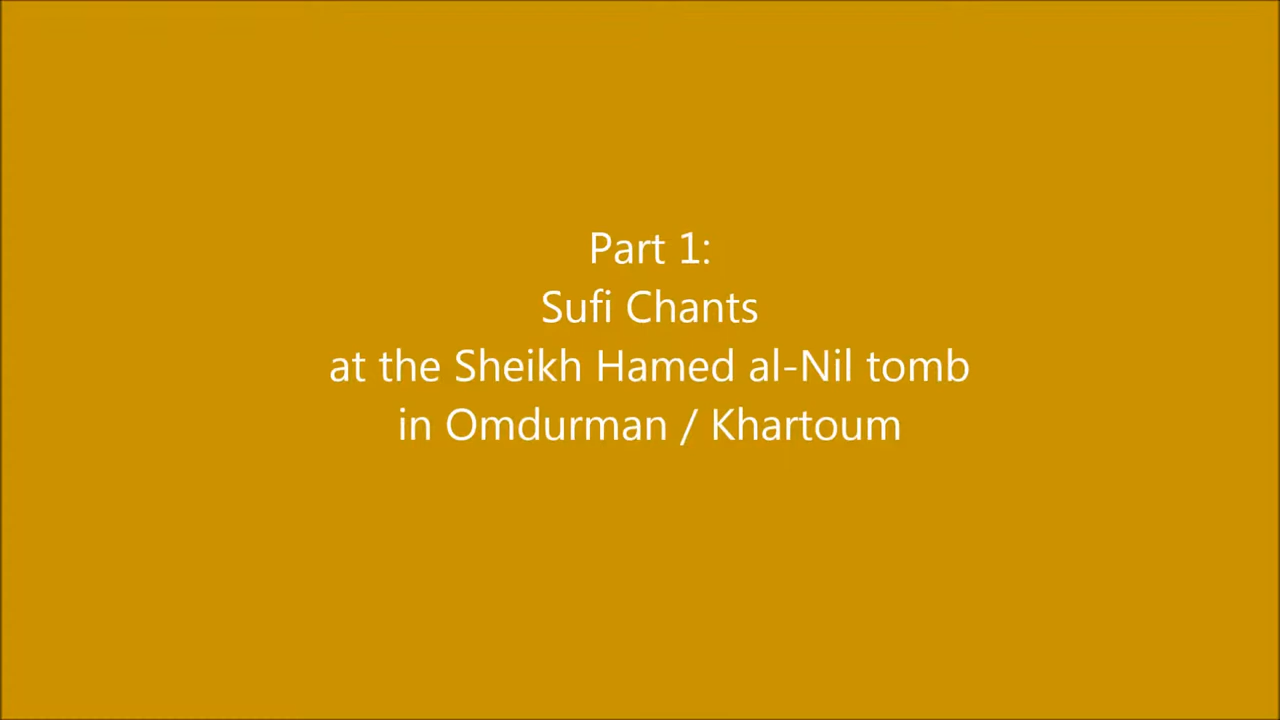 Part 1:
Sufi Chants
at the Sheikh Hamed al-Nil tomb
in Omdurman / Khartoum